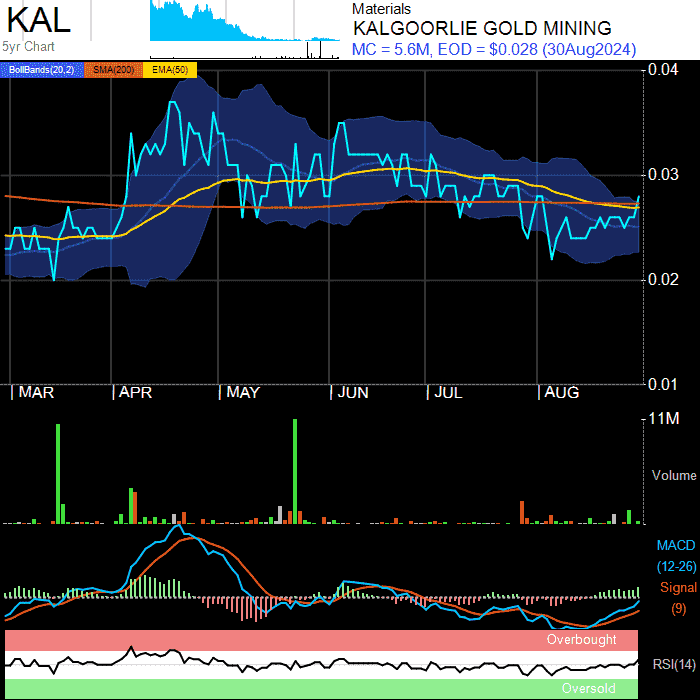 KAL
5yr Chart
Materials
KALGOORLIE GOLD MINING
MC = 5.6M, EOD = $0.028 (30Aug2024)
BollBands(20,2) SMA(200) EMA(50)
0.04
0.03
0.02
0.01
MAR APR MAY JUN JUL AUG
11M
Volume
MACD
(12-26)
Signal
(9)
Overbought
RSI(14)
Oversold